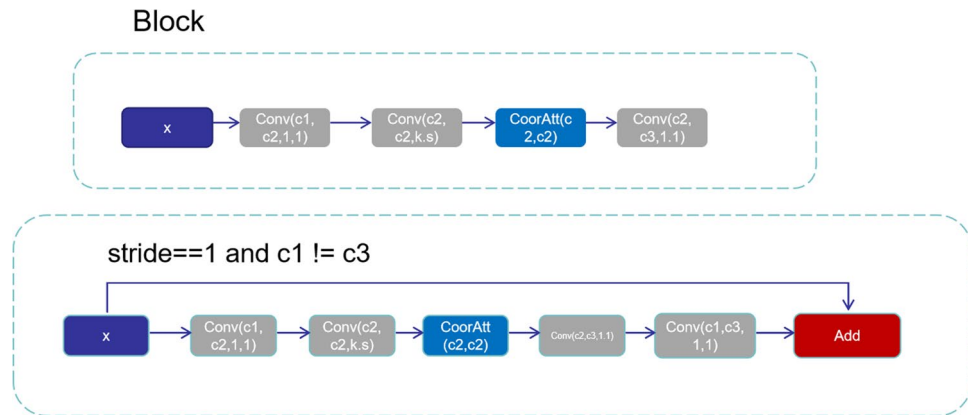 Block
x
Conv(c1,
c2,1,1)
Conv(c2,
c2,k.s)
CoorAtt(c
2,c2)
Conv(c2,
c3,1.1)
stride==1 and c1 != c3
x
Conv(c1,
c2,1,1)
Conv(c2,
c2,k.s)
CoorAtt
(c2,c2)
Conv(c2,c3,1.1)
Conv(c1,c3,
1,1)
Add